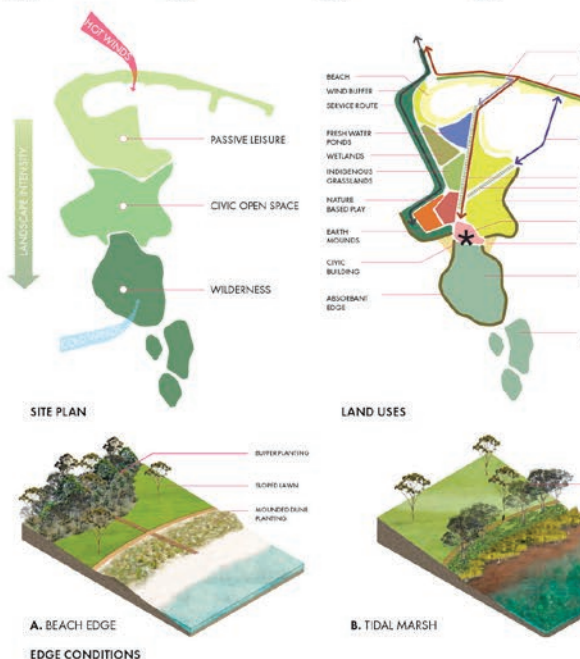 HOT WINDS
LANDSCAPE INTENSITY
PASSIVE LEISURE
CIVIC OPEN SPACE
WILDERNESS
COLD WINDS
SITE PLAN
BEACH
WIND BUFFER
SERVICE ROUTE
FRESH WATER
PONDS
WETLANDS
INDIGENOUS
GRASSLANDS
NATURE
BASED PLAY
EARTH
MOUNDS
CIVIC
BUILDING
ABSORBANT
EDGE
LAND USES
BUFFER PLANTING
SLOPED LAWN
MOUNDED DUNE
PLANTING
A. BEACH EDGE
B. TIDAL MARSH
EDGE CONDITIONS